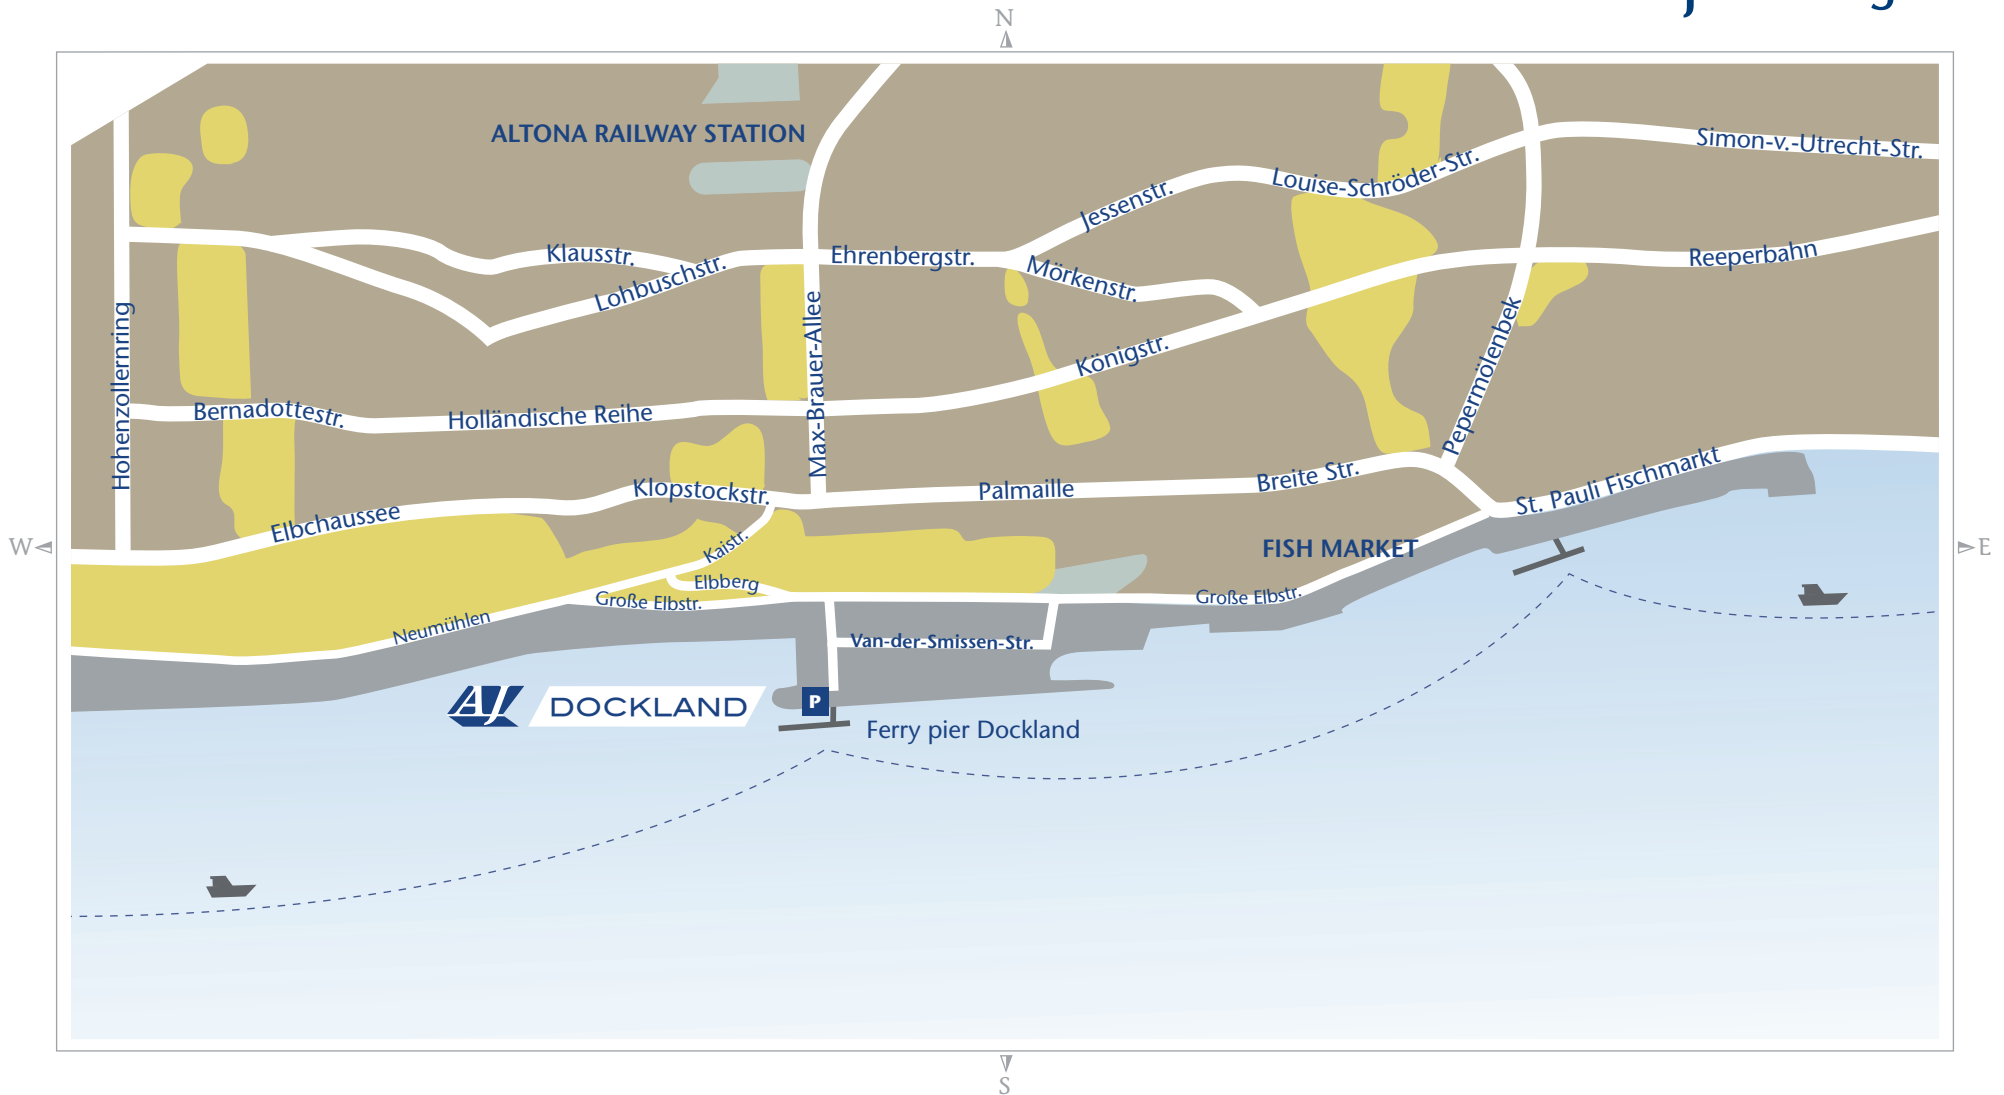 N
ALTONA RAILWAY STATION
Simon-v.-Utrecht-Str.
Louise-Schröder-Str.
Jessenstr.
Klausstr.
Ehrenbergstr.
Reeperbahn
Lohbuschstr.
Mörkenstr.
Hohenzollernring
Max-Brauer-Allee
Königstr.
Pepermölenbek
Bernadottestr.
Holländische Reihe
Klopstockstr.
Palmaille
Breite Str.
St. Pauli Fischmarkt
Elbchaussee
W
E
Kaistr.
FISH MARKET
Elbberg
Große Elbstr.
Große Elbstr.
Neumühlen
Van-der-Smissen-Str.
AJ DOCKLAND
P
Ferry pier Dockland
S